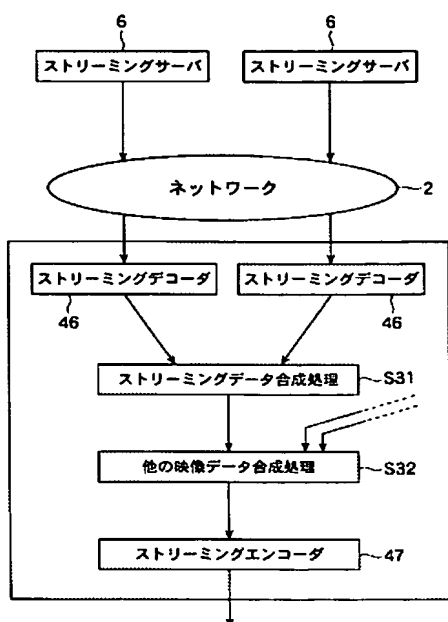 6 6
ストリーミングサーバ ストリーミングサーバ
ネットワーク 2
ストリーミングデコーダ ストリーミングデコーダ
46 46
ストリーミングデータ合成処理 S31
他の映像データ合成処理 S32
ストリーミングエンコーダ 47